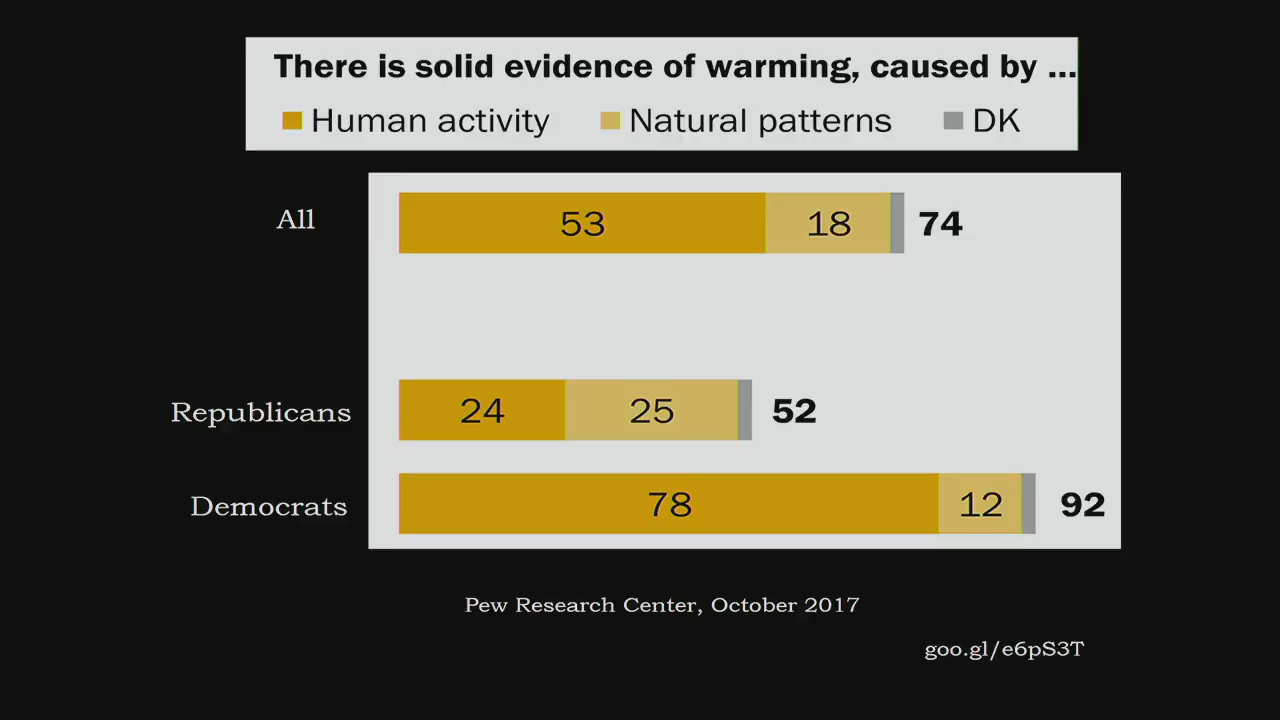 There is solid evidence of warming, caused by ...
Human activity Natural patterns DK
All 53 18 74
Republicans 24 25 52
Democrats 78 12 92
Pew Research Center, October 2017
goo.gl/e6pS3T